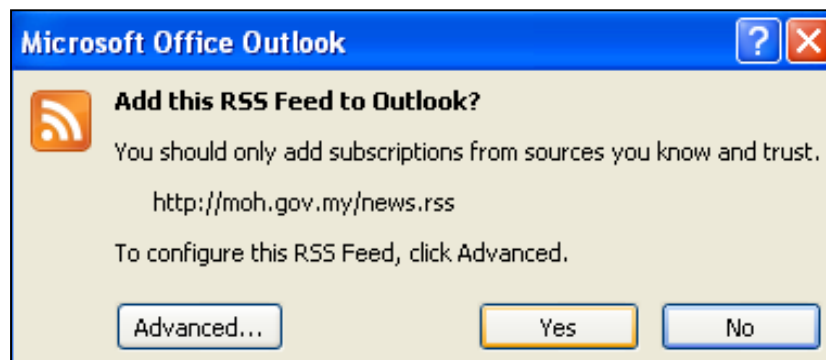 Microsoft Office Outlook
Add this RSS Feed to Outlook?
You should only add subscriptions from sources you know and trust.
http://moh.gov.my/news.rss
To configure this RSS Feed, click Advanced.
Advanced... Yes No